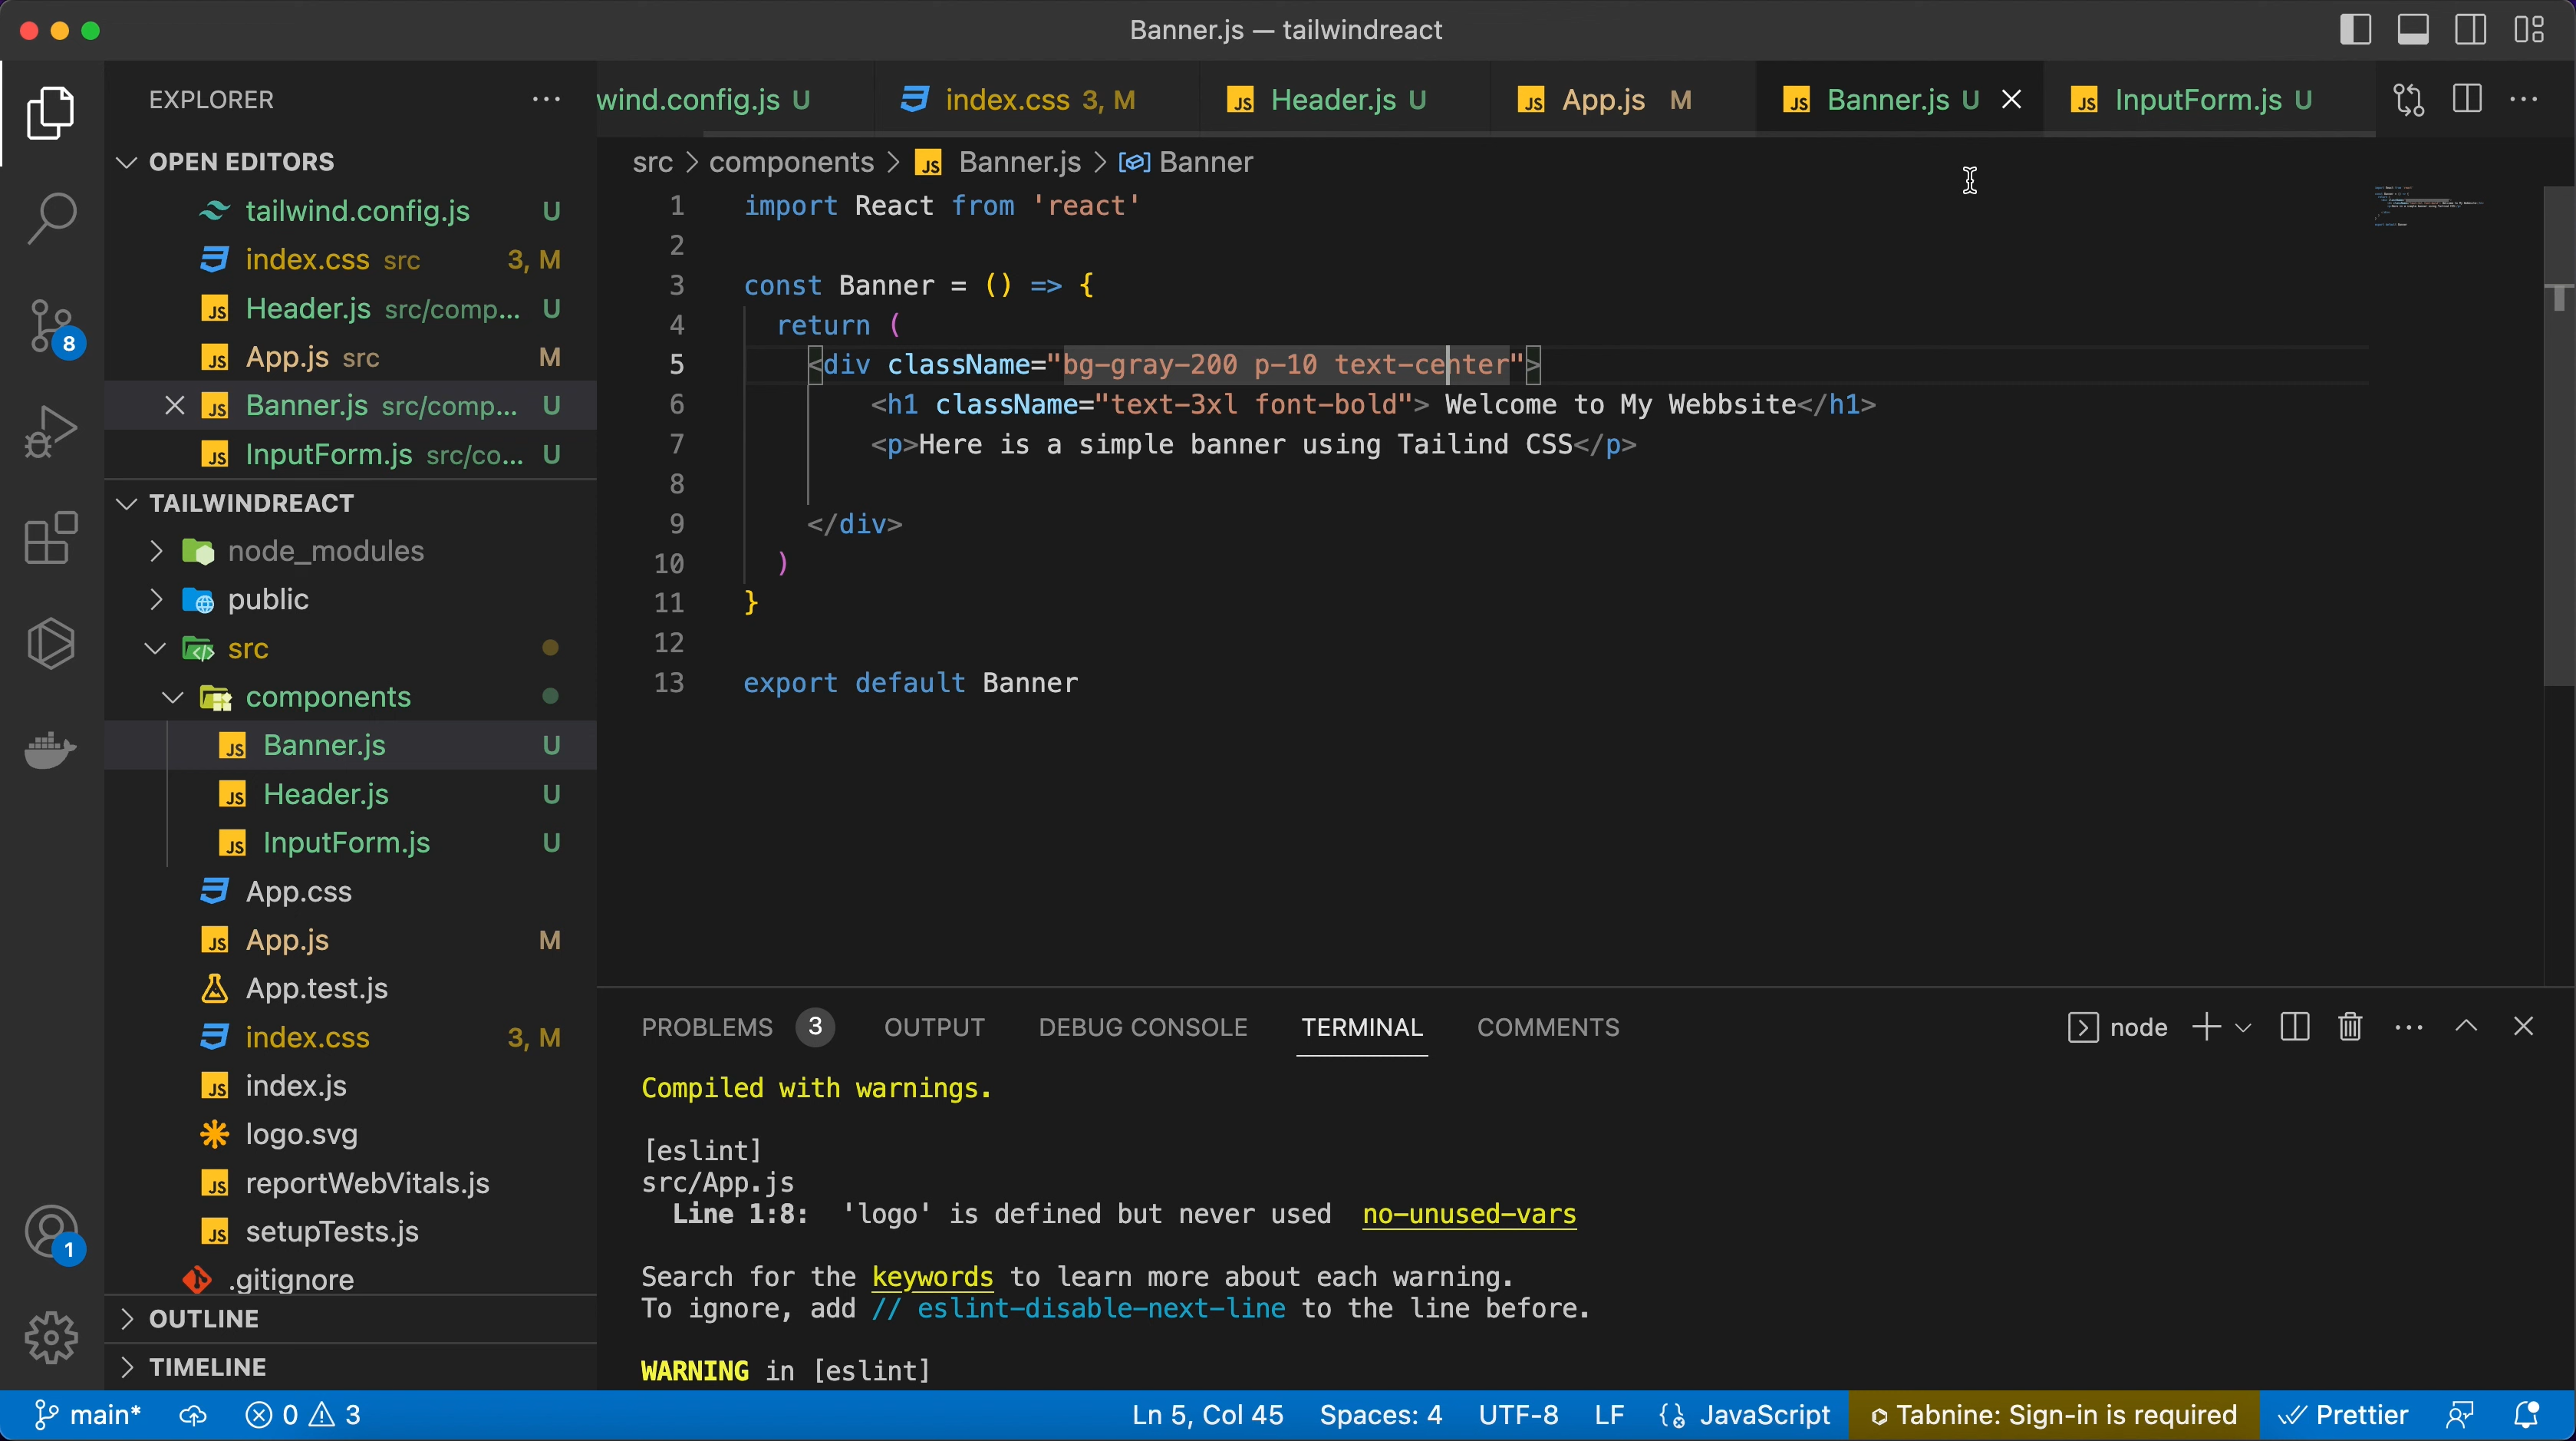 Banner.js — tailwindreact
EXPLORER
OPEN EDITORS
tailwind.config.js U
index.css src 3, M
Header.js src/comp... U
App.js src M
Banner.js src/comp... U
InputForm.js src/co... U
TAILWINDREACT
node_modules
public
src
components
Banner.js U
Header.js U
InputForm.js U
App.css
App.js M
App.test.js
index.css 3, M
index.js
logo.svg
reportWebVitals.js
setupTests.js
.gitignore
OUTLINE
TIMELINE
8
1
wind.config.js U
index.css 3, M
Header.js U
App.js M
Banner.js U
InputForm.js U
src > components > Banner.js > Banner
1 import React from 'react'
2
3 const Banner = () => {
4 return (
5 <div className="bg-gray-200 p-10 text-center">
6 <h1 className="text-3xl font-bold"> Welcome to My Webbsite</h1>
7 <p>Here is a simple banner using Tailind CSS</p>
8
9 </div>
10 )
11 }
12
13 export default Banner
PROBLEMS 3 OUTPUT DEBUG CONSOLE TERMINAL COMMENTS
node
Compiled with warnings.
[eslint]
src/App.js
Line 1:8: 'logo' is defined but never used no-unused-vars
Search for the keywords to learn more about each warning.
To ignore, add // eslint-disable-next-line to the line before.
WARNING in [eslint]
main* 0 3 Ln 5, Col 45 Spaces: 4 UTF-8 LF JavaScript Tabnine: Sign-in is required Prettier